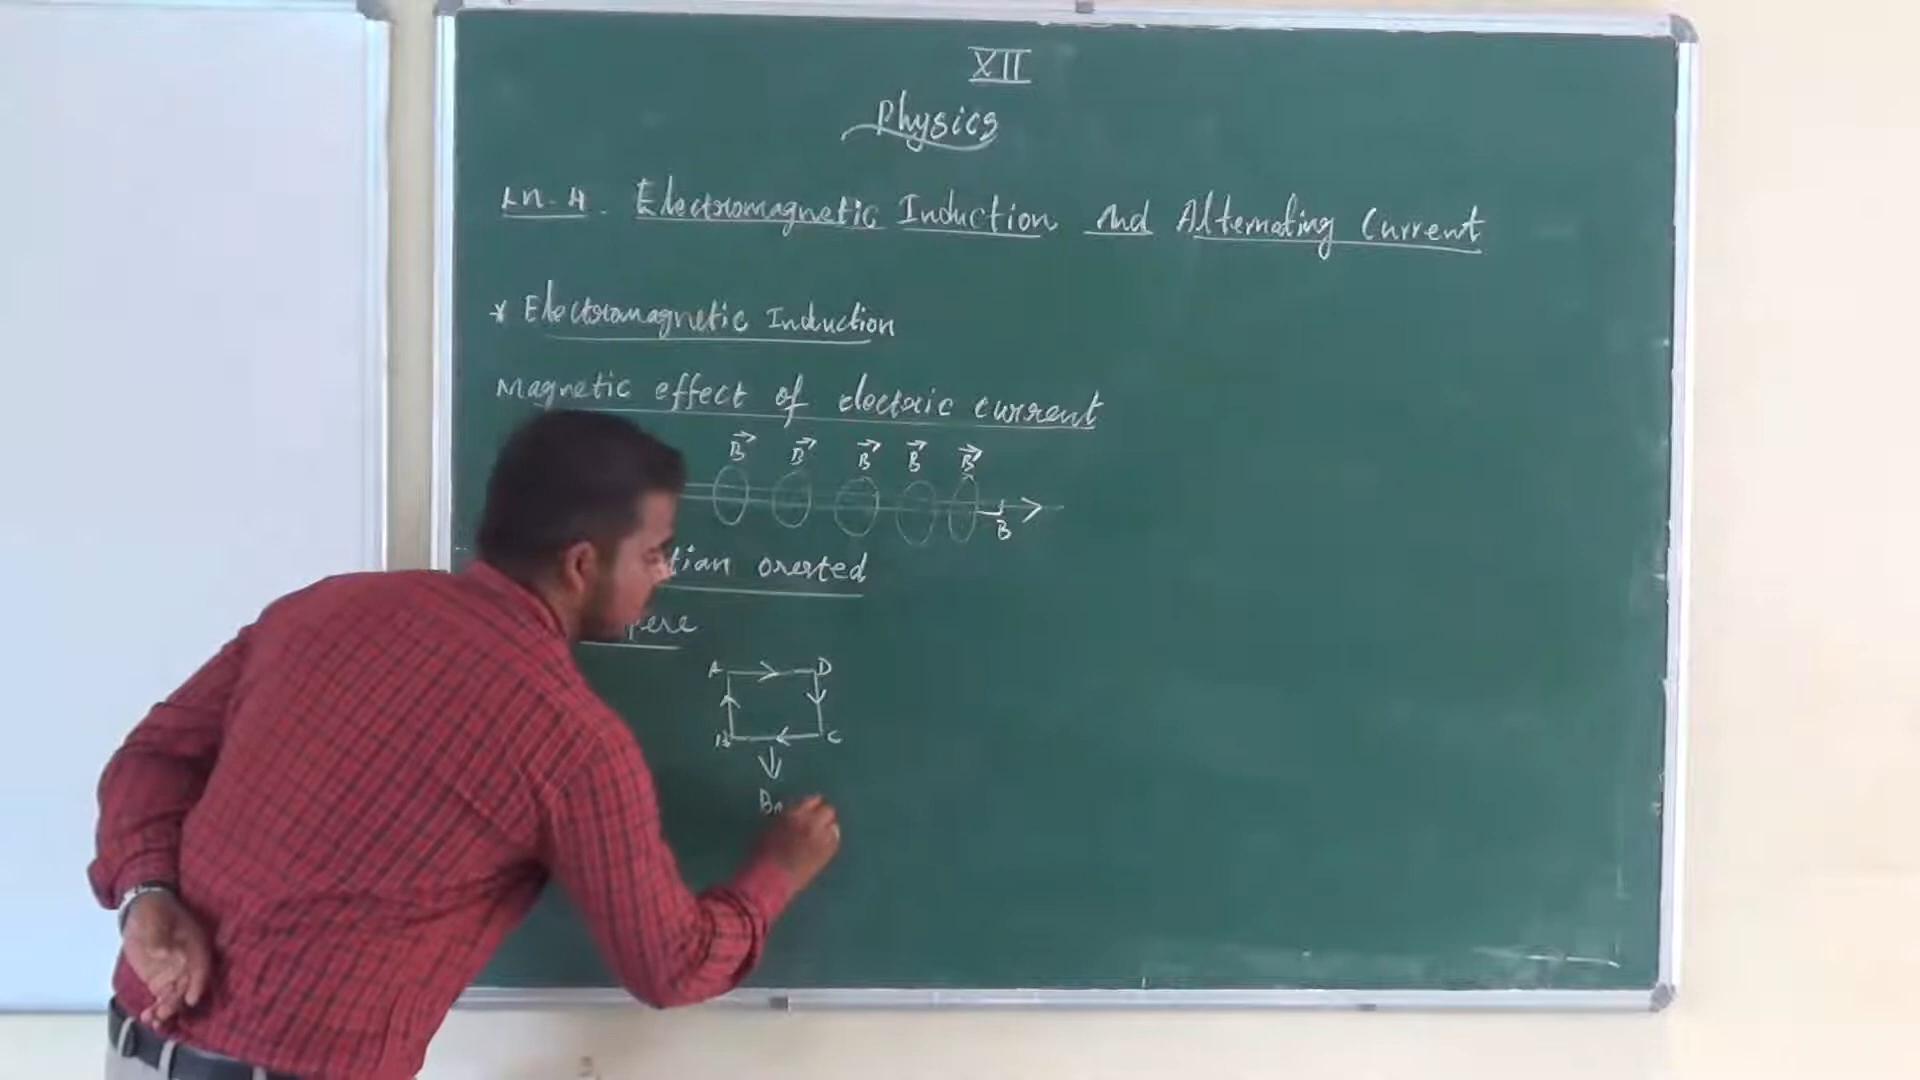 XII
Physics
Ln-4. Electromagnetic Induction And Alternating Current
* Electromagnetic Induction
Magnetic effect of electric current
B B B B B
B
tian orested
pere
A D
B C